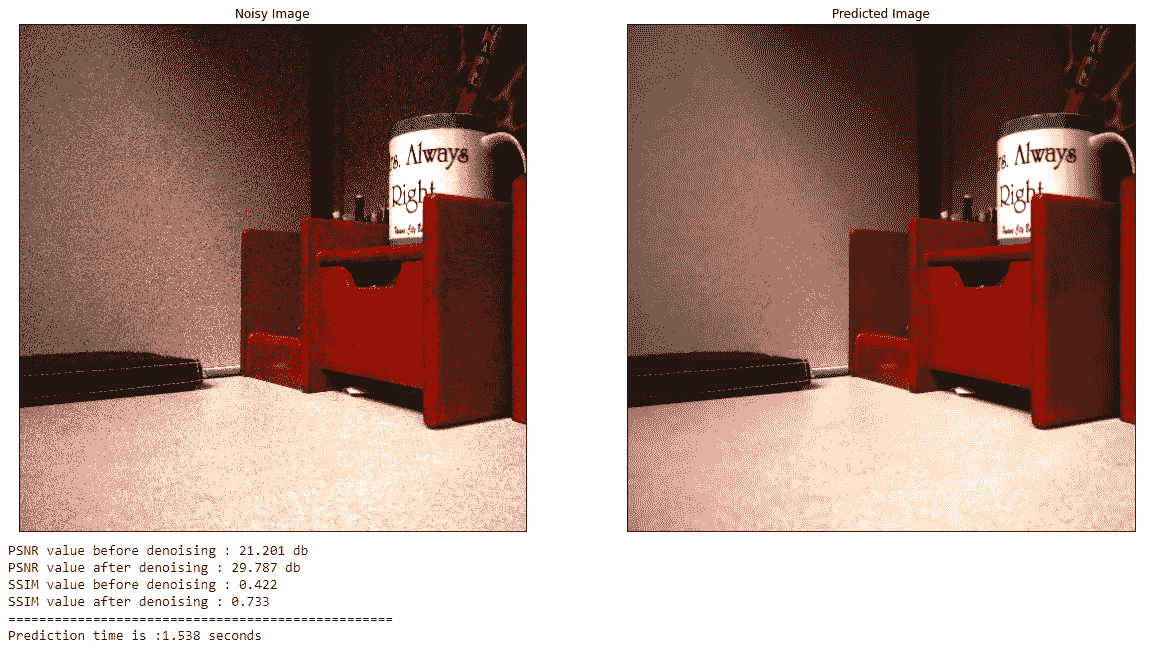 Noisy Image
Predicted Image
rs. Always
Right
rs. Always
Right
PSNR value before denoising : 21.201 db
PSNR value after denoising : 29.787 db
SSIM value before denoising : 0.422
SSIM value after denoising : 0.733
==================================================
Prediction time is :1.538 seconds